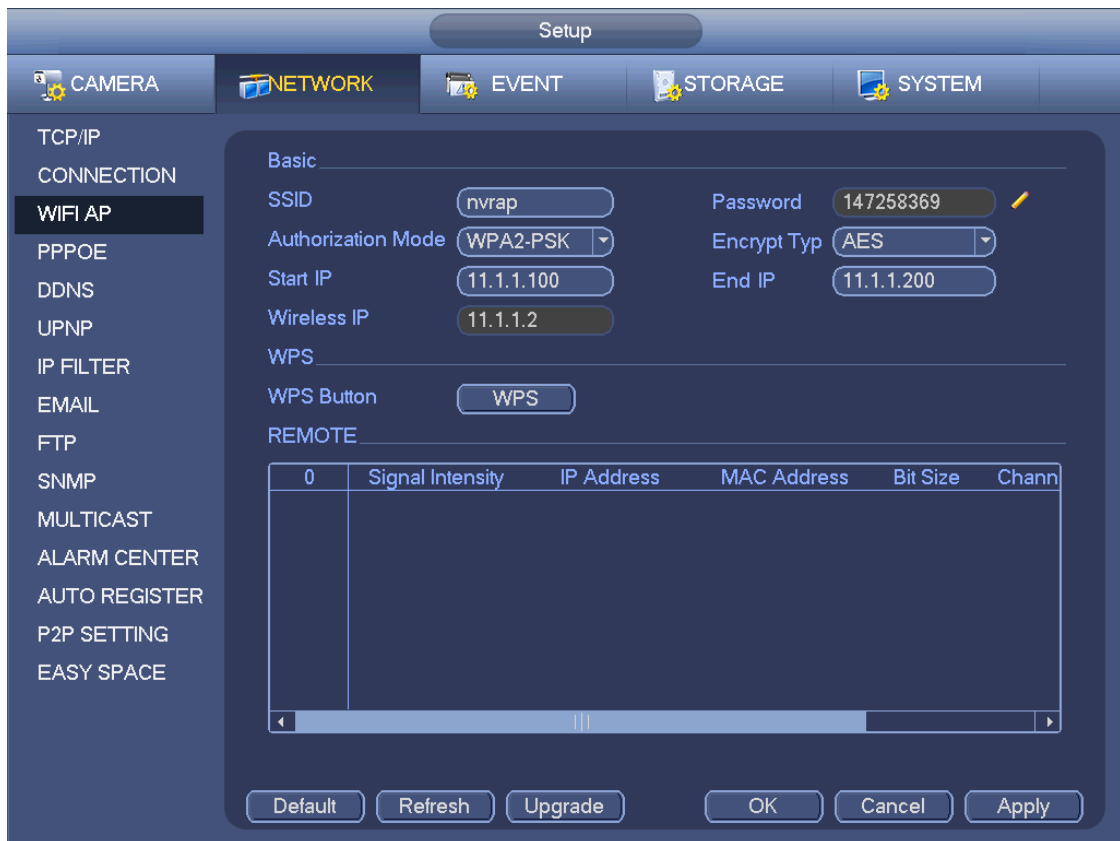 Setup
CAMERA NETWORK EVENT STORAGE SYSTEM
TCP/IP
CONNECTION
WIFI AP
PPPOE
DDNS
UPNP
IP FILTER
EMAIL
FTP
SNMP
MULTICAST
ALARM CENTER
AUTO REGISTER
P2P SETTING
EASY SPACE
Basic
SSID nvrap Password 147258369
Authorization Mode WPA2-PSK Encrypt Typ AES
Start IP 11.1.1.100 End IP 11.1.1.200
Wireless IP 11.1.1.2
WPS
WPS Button WPS
REMOTE
0 Signal Intensity IP Address MAC Address Bit Size Chann
Default Refresh Upgrade OK Cancel Apply